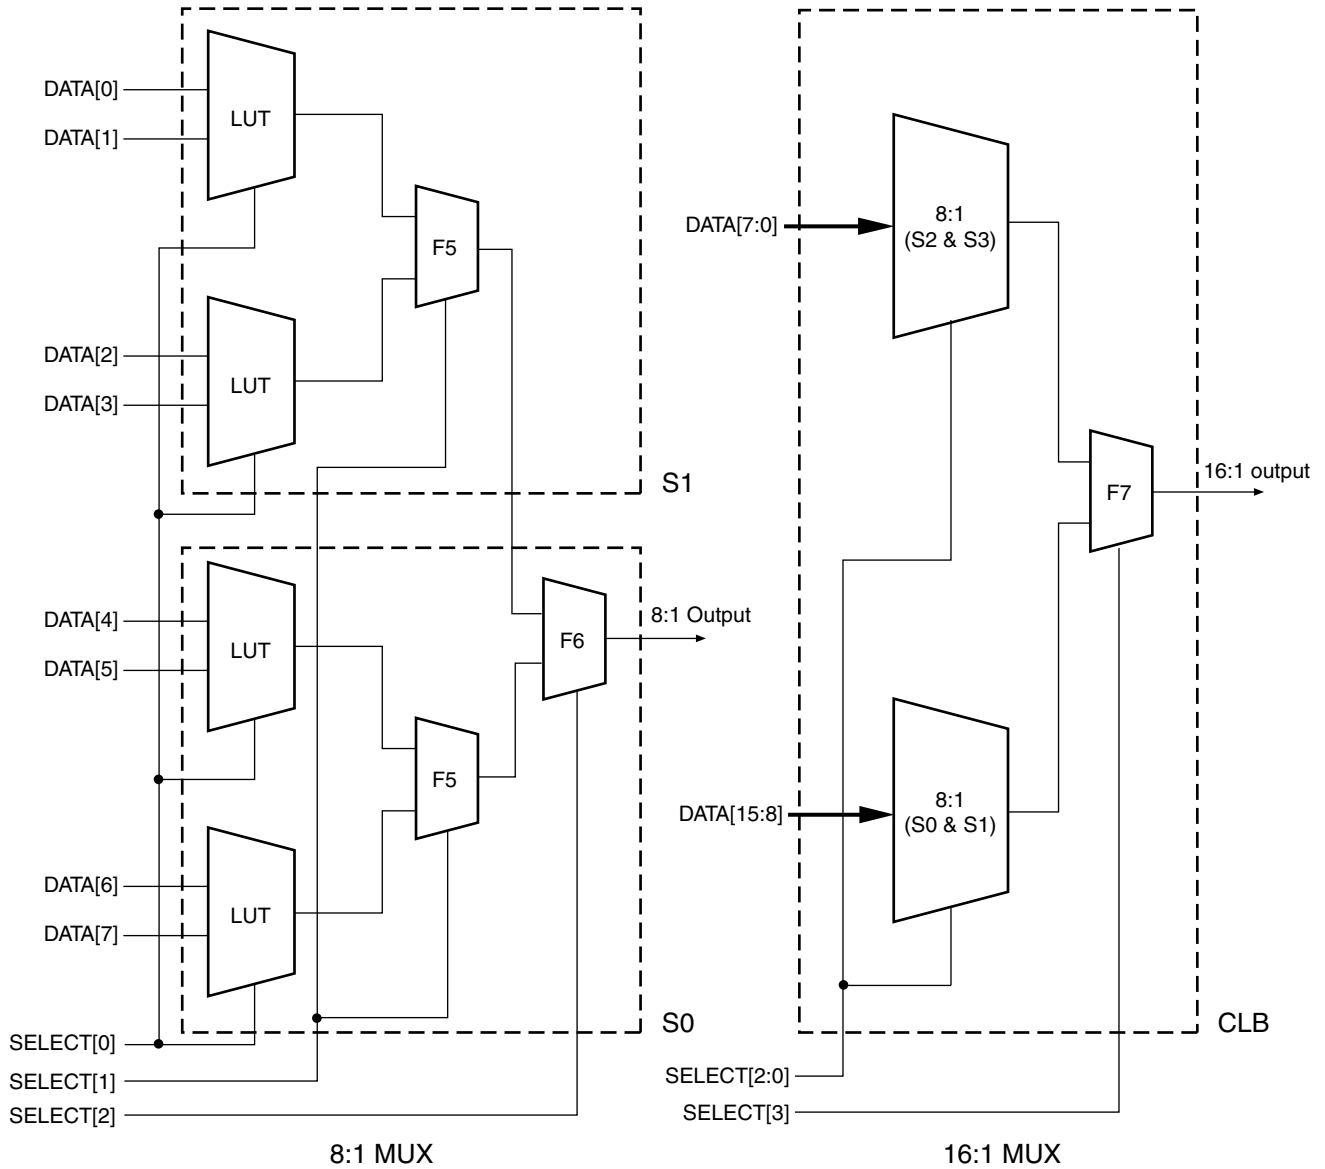 DATA[0]
DATA[1]
LUT
F5
DATA[2]
DATA[3]
LUT
S1
DATA[4]
DATA[5]
LUT
F6
8:1 Output
F5
DATA[6]
DATA[7]
LUT
S0
SELECT[0]
SELECT[1]
SELECT[2]
8:1 MUX
DATA[7:0]
8:1
(S2 & S3)
F7
16:1 output
DATA[15:8]
8:1
(S0 & S1)
CLB
SELECT[2:0]
SELECT[3]
16:1 MUX